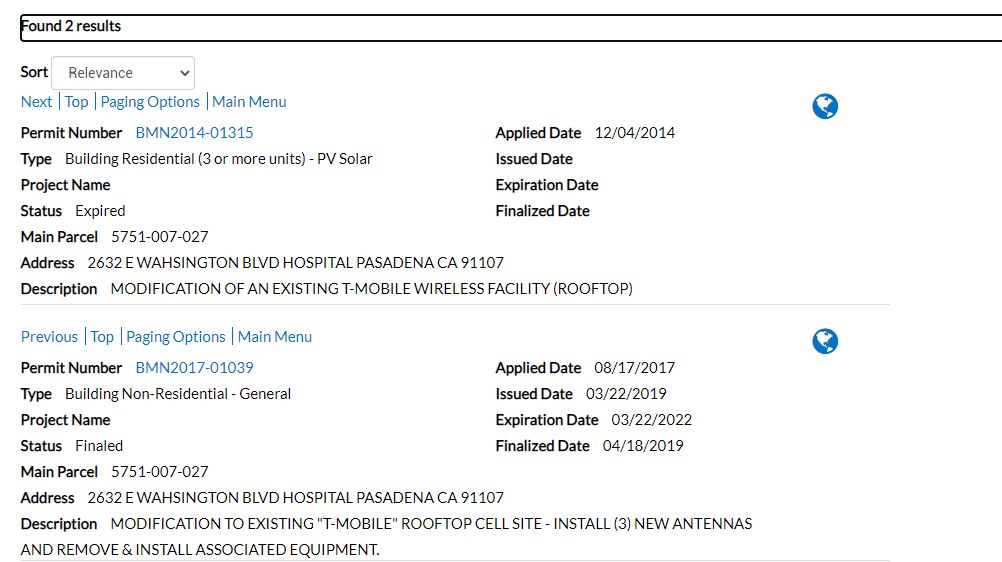 Found 2 results
Sort Relevance
Next Top Paging Options Main Menu
Permit Number BMN2014-01315 Applied Date 12/04/2014
Type Building Residential (3 or more units) - PV Solar Issued Date
Project Name Expiration Date
Status Expired Finalized Date
Main Parcel 5751-007-027
Address 2632 E WAHSINGTON BLVD HOSPITAL PASADENA CA 91107
Description MODIFICATION OF AN EXISTING T-MOBILE WIRELESS FACILITY (ROOFTOP)
Previous Top Paging Options Main Menu
Permit Number BMN2017-01039 Applied Date 08/17/2017
Type Building Non-Residential - General Issued Date 03/22/2019
Project Name Expiration Date 03/22/2022
Status Finaled Finalized Date 04/18/2019
Main Parcel 5751-007-027
Address 2632 E WAHSINGTON BLVD HOSPITAL PASADENA CA 91107
Description MODIFICATION TO EXISTING "T-MOBILE" ROOFTOP CELL SITE - INSTALL (3) NEW ANTENNAS
AND REMOVE & INSTALL ASSOCIATED EQUIPMENT.